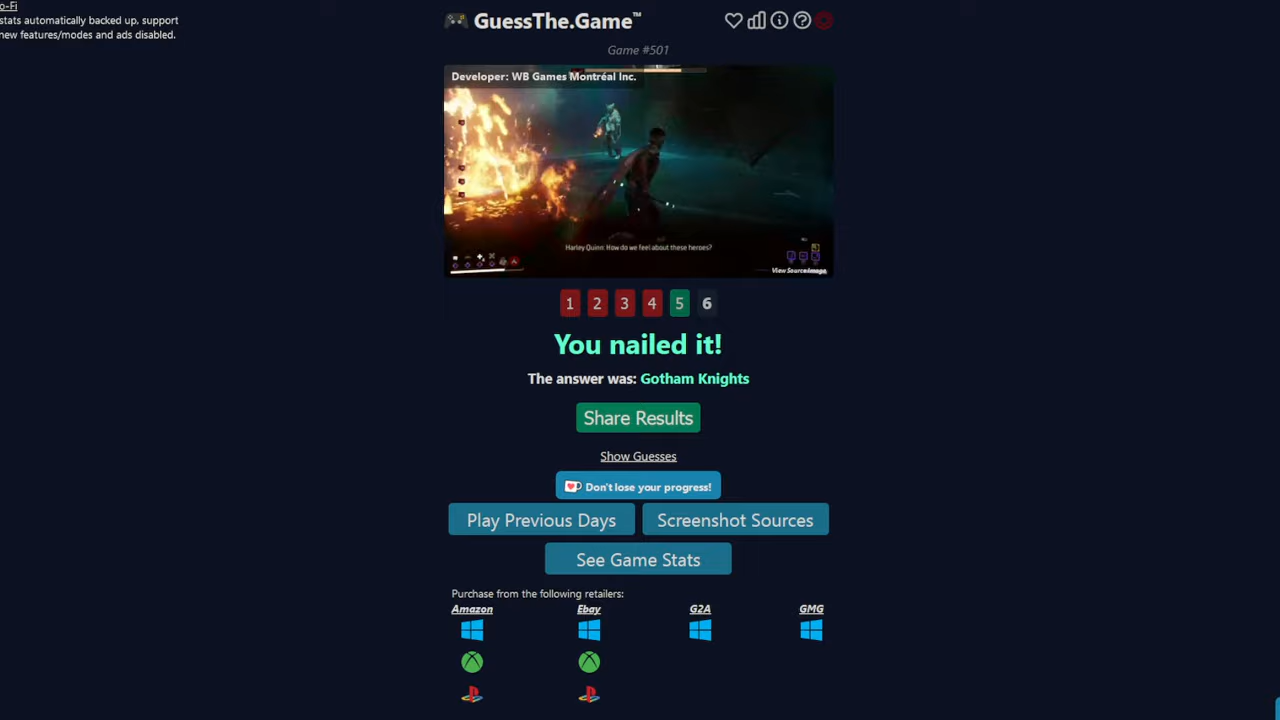 o-Fi
stats automatically backed up, support
new features/modes and ads disabled.
GuessThe.Game™
Game #501
Developer: WB Games Montréal Inc.
Harley Quinn: How do we feel about these heroes?
View Source Image
1 2 3 4 5 6
You nailed it!
The answer was: Gotham Knights
Share Results
Show Guesses
Don't lose your progress!
Play Previous Days Screenshot Sources
See Game Stats
Purchase from the following retailers:
Amazon Ebay G2A GMG